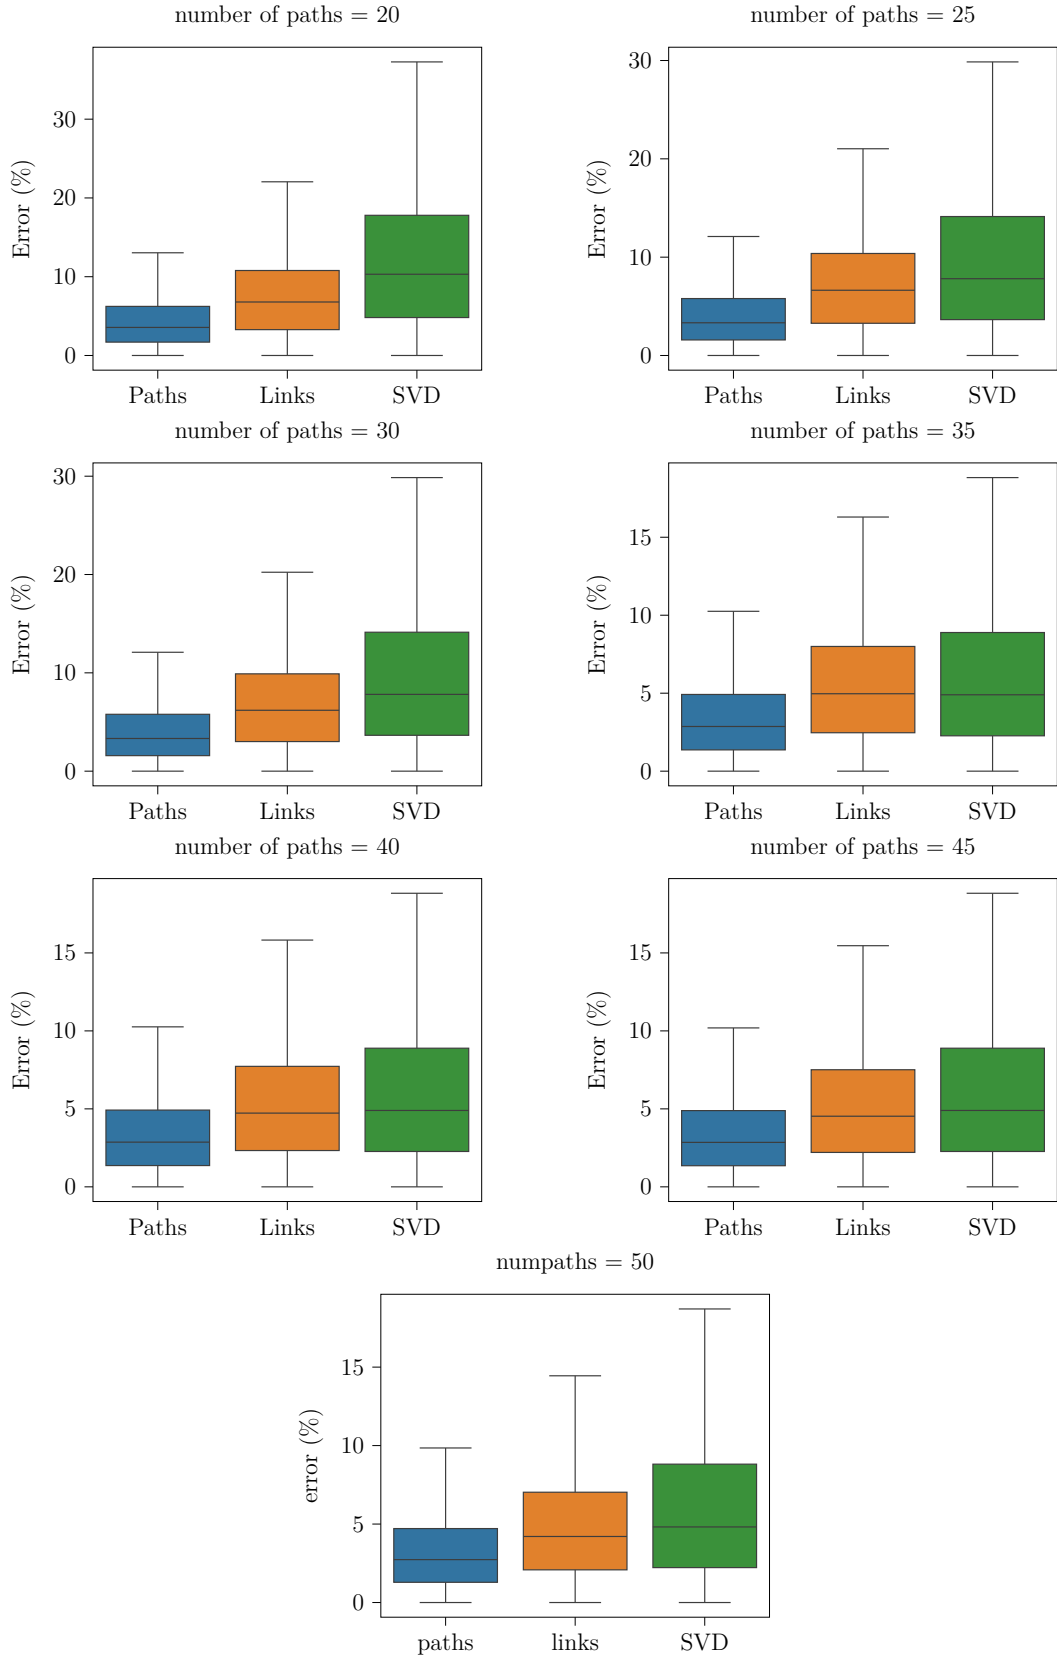 number of paths = 20
Error (%)
30
20
10
0
Paths Links SVD
number of paths = 25
Error (%)
30
20
10
0
Paths Links SVD
number of paths = 30
Error (%)
30
20
10
0
Paths Links SVD
number of paths = 35
Error (%)
15
10
5
0
Paths Links SVD
number of paths = 40
Error (%)
15
10
5
0
Paths Links SVD
number of paths = 45
Error (%)
15
10
5
0
Paths Links SVD
numpaths = 50
error (%)
15
10
5
0
paths links SVD